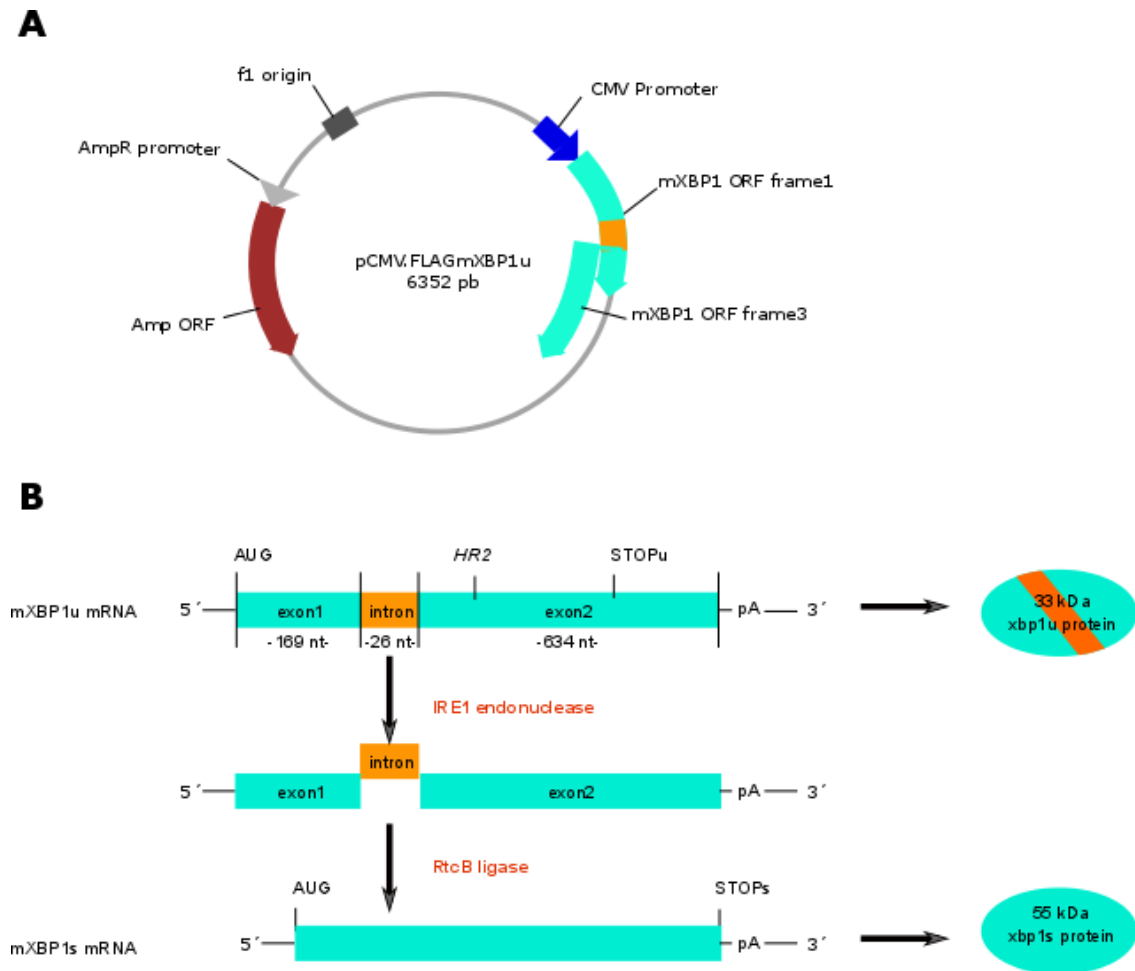 A
f1 origin
CMV Promoter
AmpR promoter
mXBP1 ORF frame1
pCMV.FLAGmXBP1u
6352 pb
mXBP1 ORF frame3
Amp ORF
B
AUG
HR2
STOPu
mXBP1u mRNA
5´
exon1
intron
exon2
pA
3´
33 kDa
xbp1u protein
-169 nt-
-26 nt-
-634 nt-
IRE1 endonuclease
intron
5´
exon1
exon2
pA
3´
RtcB ligase
AUG
STOPs
mXBP1s mRNA
5´
pA
3´
55 kDa
xbp1s protein